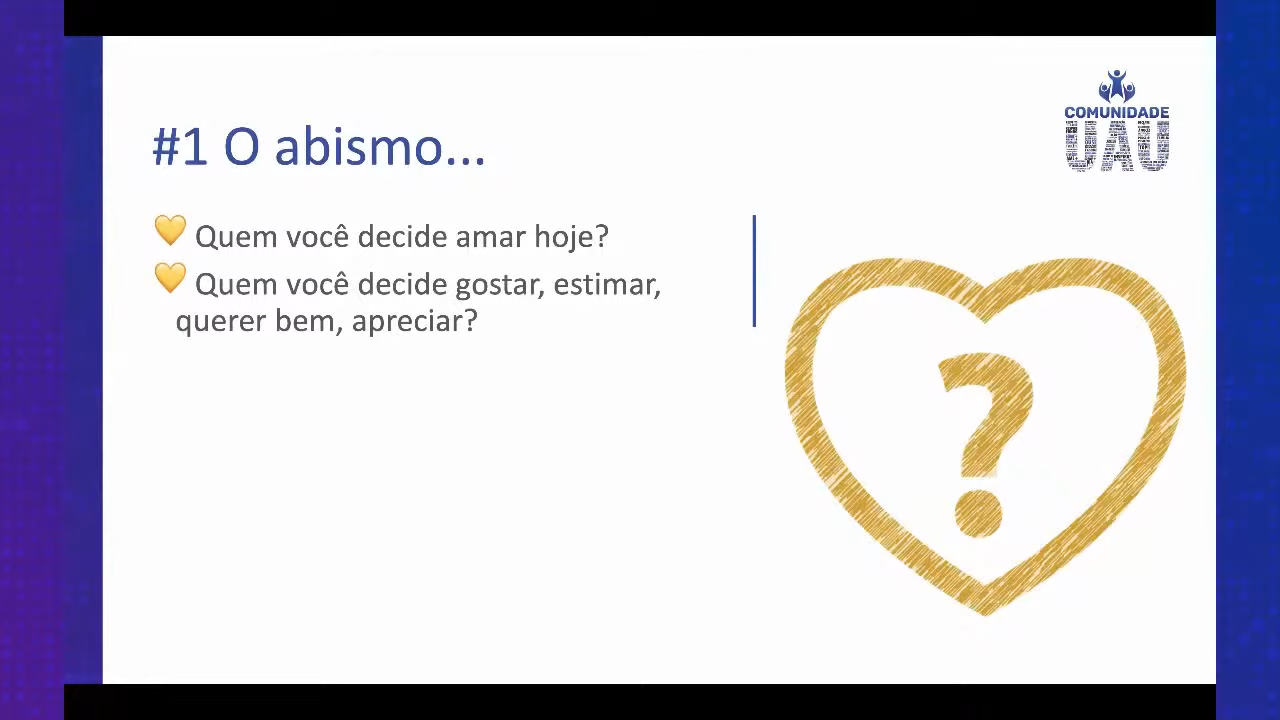 COMUNIDADE
UAU
#1 O abismo...
💛 Quem você decide amar hoje?
💛 Quem você decide gostar, estimar,
querer bem, apreciar?
?